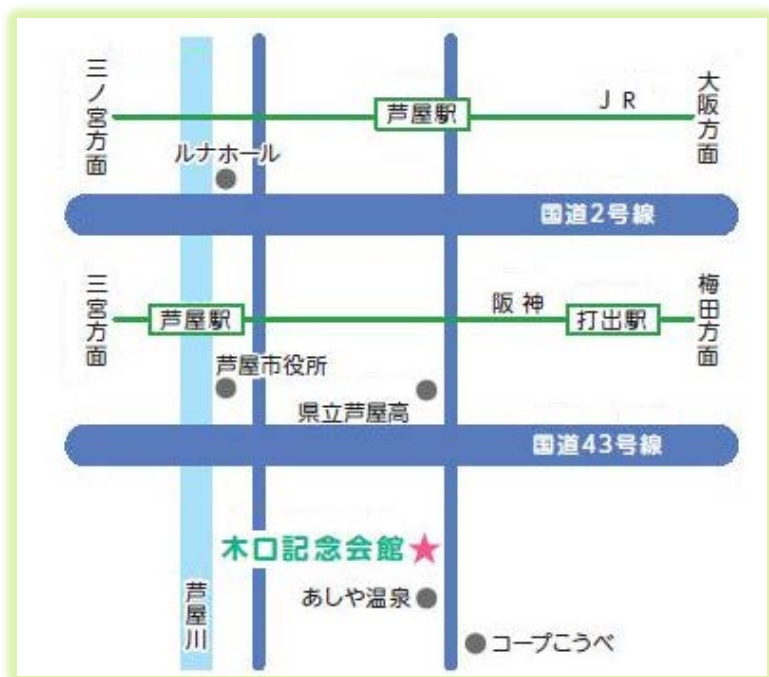 三ノ宮方面
芦屋駅
JR
大阪方面
ルナホール
国道2号線
三宮方面
芦屋駅
阪神
打出駅
梅田方面
芦屋市役所
県立芦屋高
国道43号線
木口記念会館
あしや温泉
芦屋川
コープこうべ